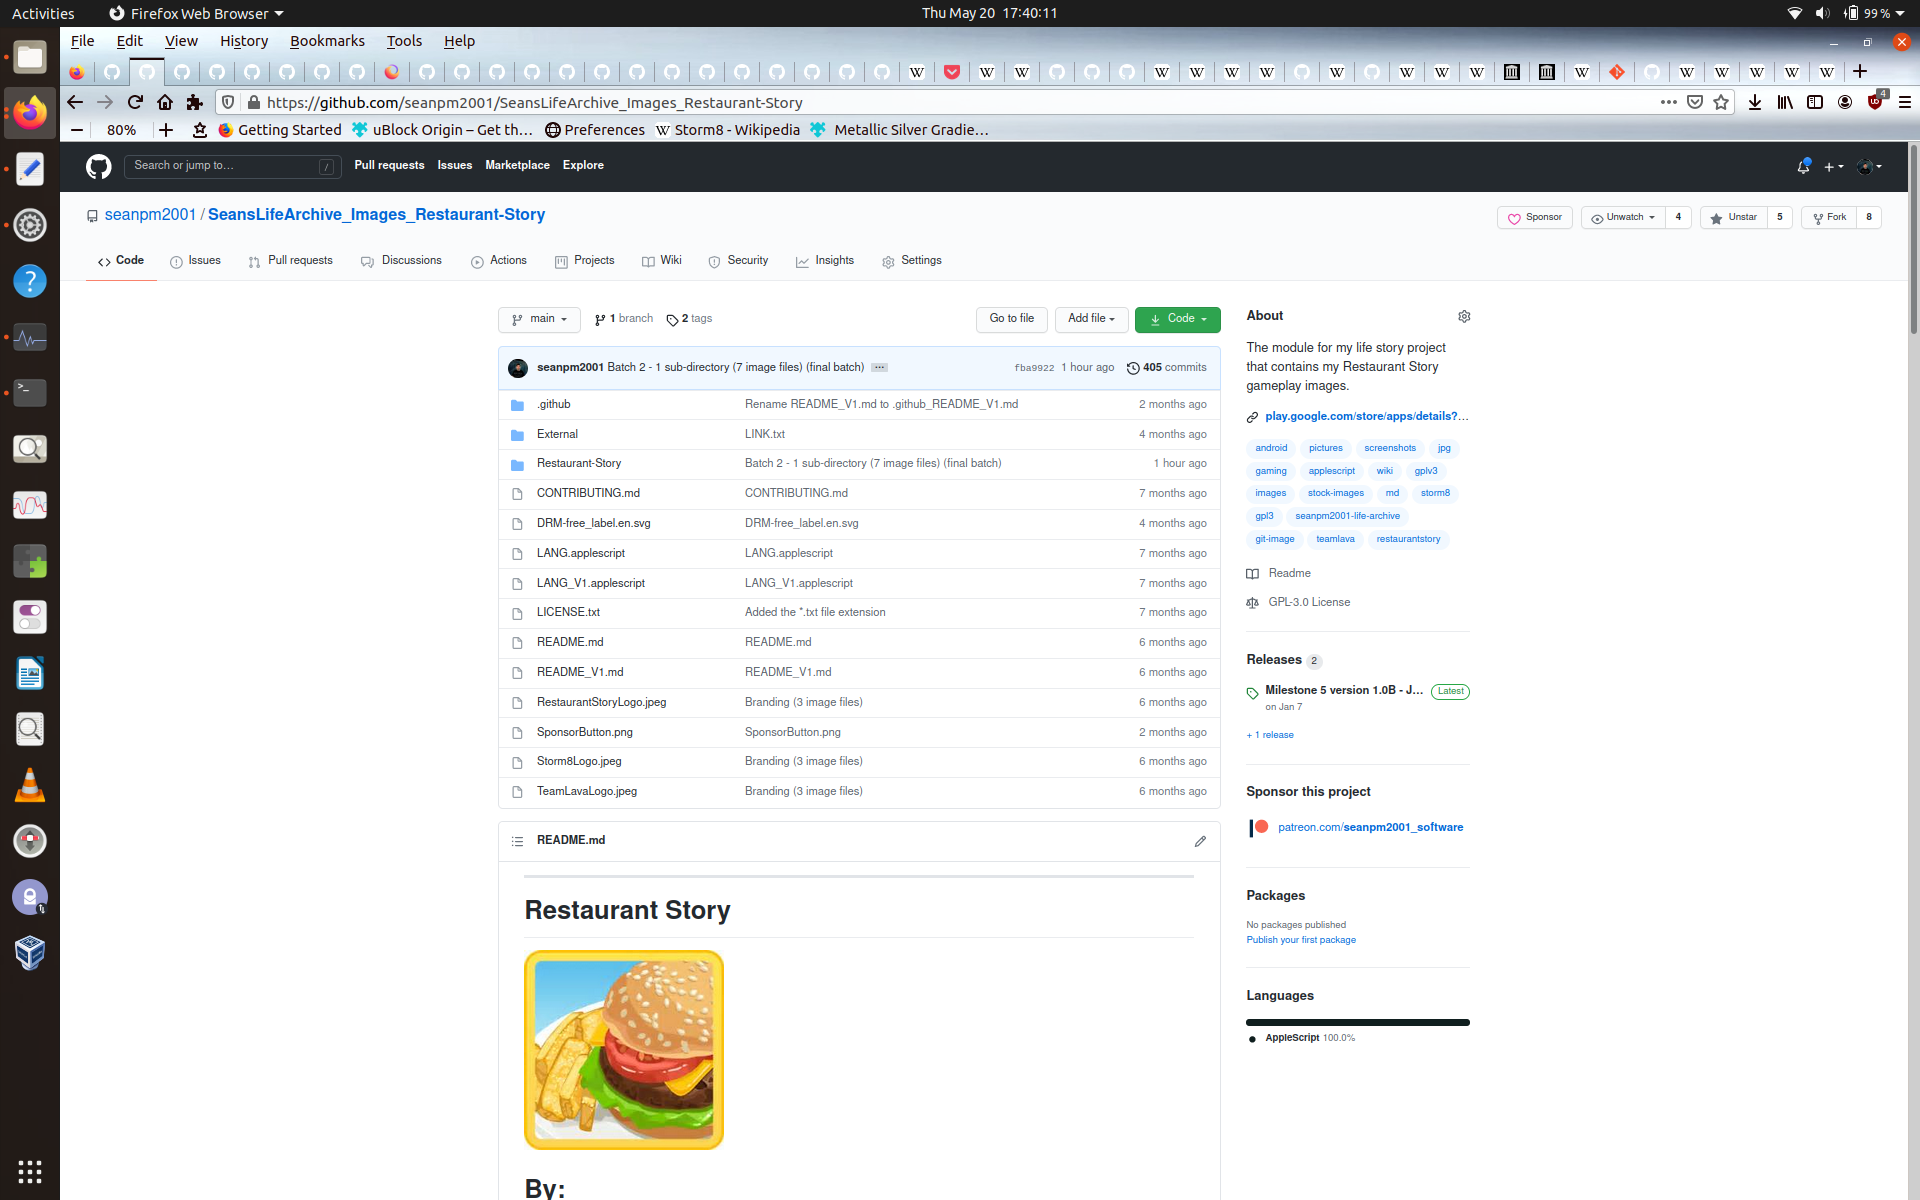 Activities
Firefox Web Browser
Thu May 20 17:40:11
99 %
File Edit View History Bookmarks Tools Help
https://github.com/seanpm2001/SeansLifeArchive_Images_Restaurant-Story
4
80%
Getting Started
uBlock Origin – Get th…
Preferences
Storm8 - Wikipedia
Metallic Silver Gradie…
Search or jump to…
/
Pull requests Issues Marketplace Explore
seanpm2001 / SeansLifeArchive_Images_Restaurant-Story
Sponsor
Unwatch 4
Unstar 5
Fork 8
Code Issues Pull requests Discussions Actions Projects Wiki Security Insights Settings
main
1 branch
2 tags
Go to file
Add file
Code
seanpm2001 Batch 2 - 1 sub-directory (7 image files) (final batch) ... fba9922 1 hour ago 405 commits
.github Rename README_V1.md to .github_README_V1.md 2 months ago
External LINK.txt 4 months ago
Restaurant-Story Batch 2 - 1 sub-directory (7 image files) (final batch) 1 hour ago
CONTRIBUTING.md CONTRIBUTING.md 7 months ago
DRM-free_label.en.svg DRM-free_label.en.svg 4 months ago
LANG.applescript LANG.applescript 7 months ago
LANG_V1.applescript LANG_V1.applescript 7 months ago
LICENSE.txt Added the *.txt file extension 7 months ago
README.md README.md 6 months ago
README_V1.md README_V1.md 6 months ago
RestaurantStoryLogo.jpeg Branding (3 image files) 6 months ago
SponsorButton.png SponsorButton.png 2 months ago
Storm8Logo.jpeg Branding (3 image files) 6 months ago
TeamLavaLogo.jpeg Branding (3 image files) 6 months ago
README.md
Restaurant Story
By:
About
The module for my life story project
that contains my Restaurant Story
gameplay images.
play.google.com/store/apps/details?…
android pictures screenshots jpg
gaming applescript wiki gplv3
images stock-images md storm8
gpl3 seanpm2001-life-archive
git-image teamlava restaurantstory
Readme
GPL-3.0 License
Releases 2
Milestone 5 version 1.0B - J… Latest
on Jan 7
+ 1 release
Sponsor this project
patreon.com/seanpm2001_software
Packages
No packages published
Publish your first package
Languages
AppleScript 100.0%